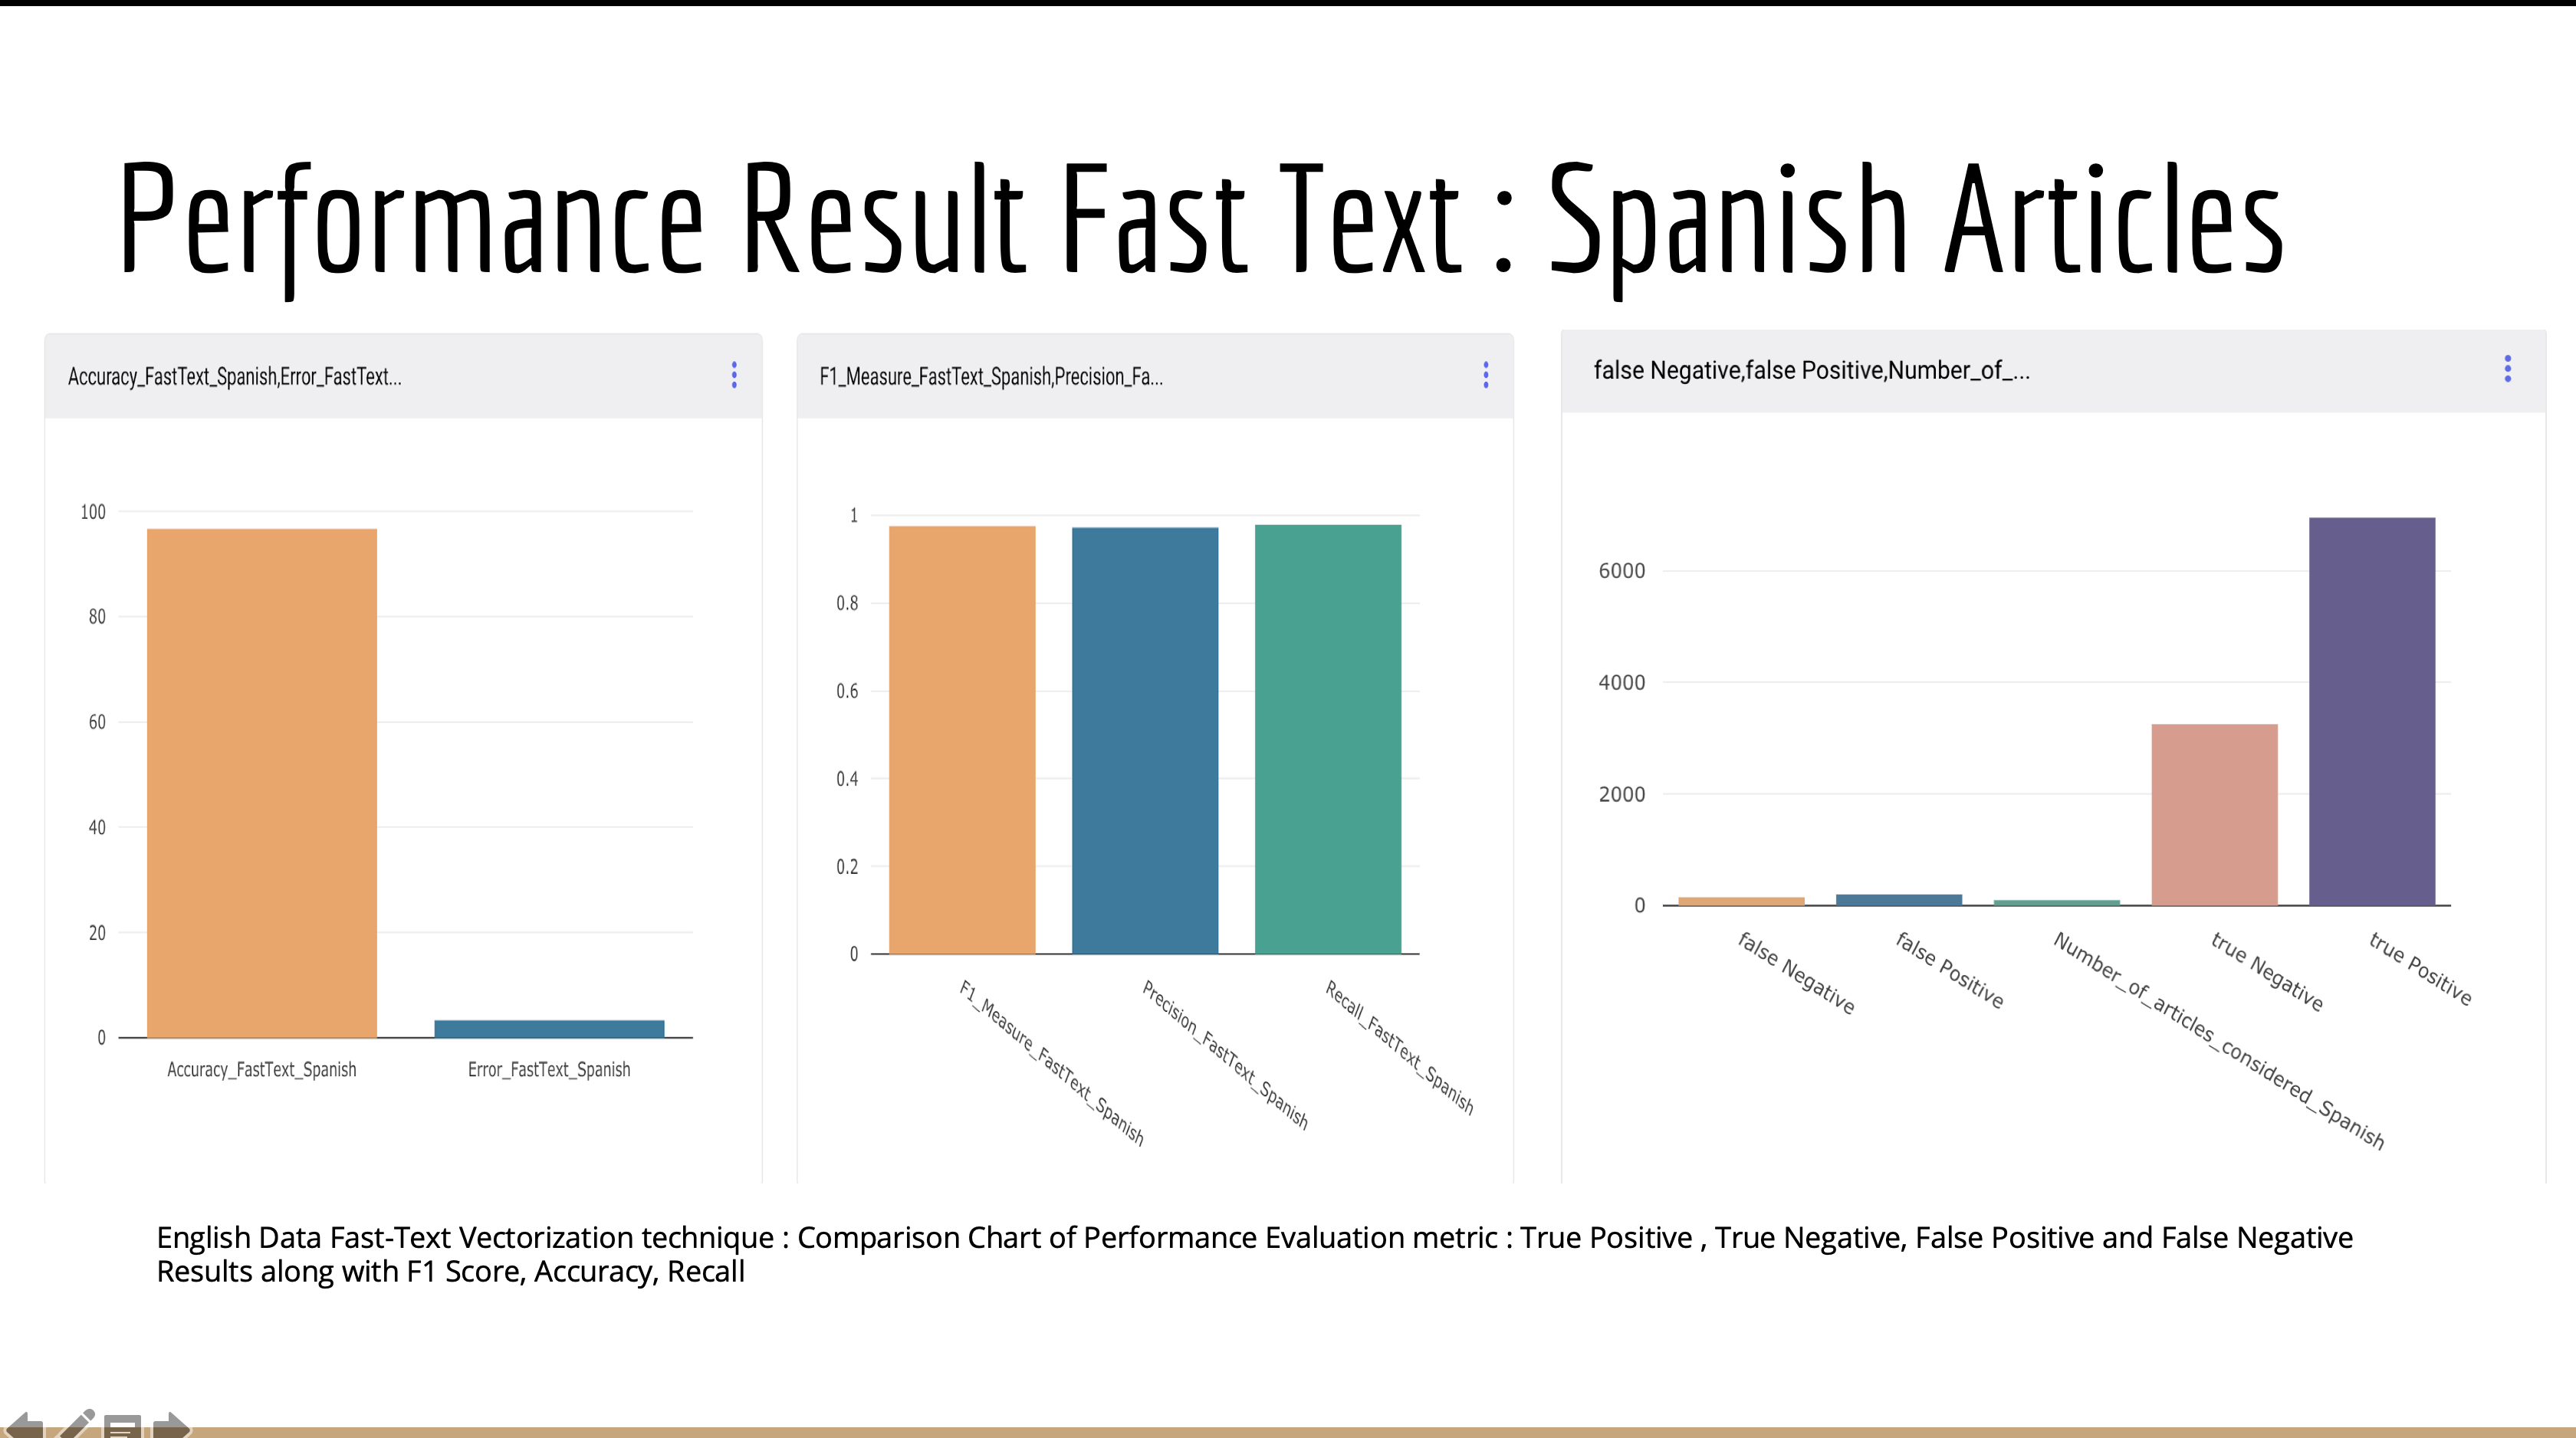 Performance Result Fast Text : Spanish Articles
Accuracy_FastText_Spanish,Error_FastText...
100
80
60
40
20
0
Accuracy_FastText_Spanish
Error_FastText_Spanish
F1_Measure_FastText_Spanish,Precision_Fa...
1
0.8
0.6
0.4
0.2
0
F1_Measure_FastText_Spanish
Precision_FastText_Spanish
Recall_FastText_Spanish
false Negative,false Positive,Number_of_...
6000
4000
2000
0
false Negative
false Positive
Number_of_articles_considered_Spanish
true Negative
true Positive
English Data Fast-Text Vectorization technique : Comparison Chart of Performance Evaluation metric : True Positive , True Negative, False Positive and False Negative
Results along with F1 Score, Accuracy, Recall